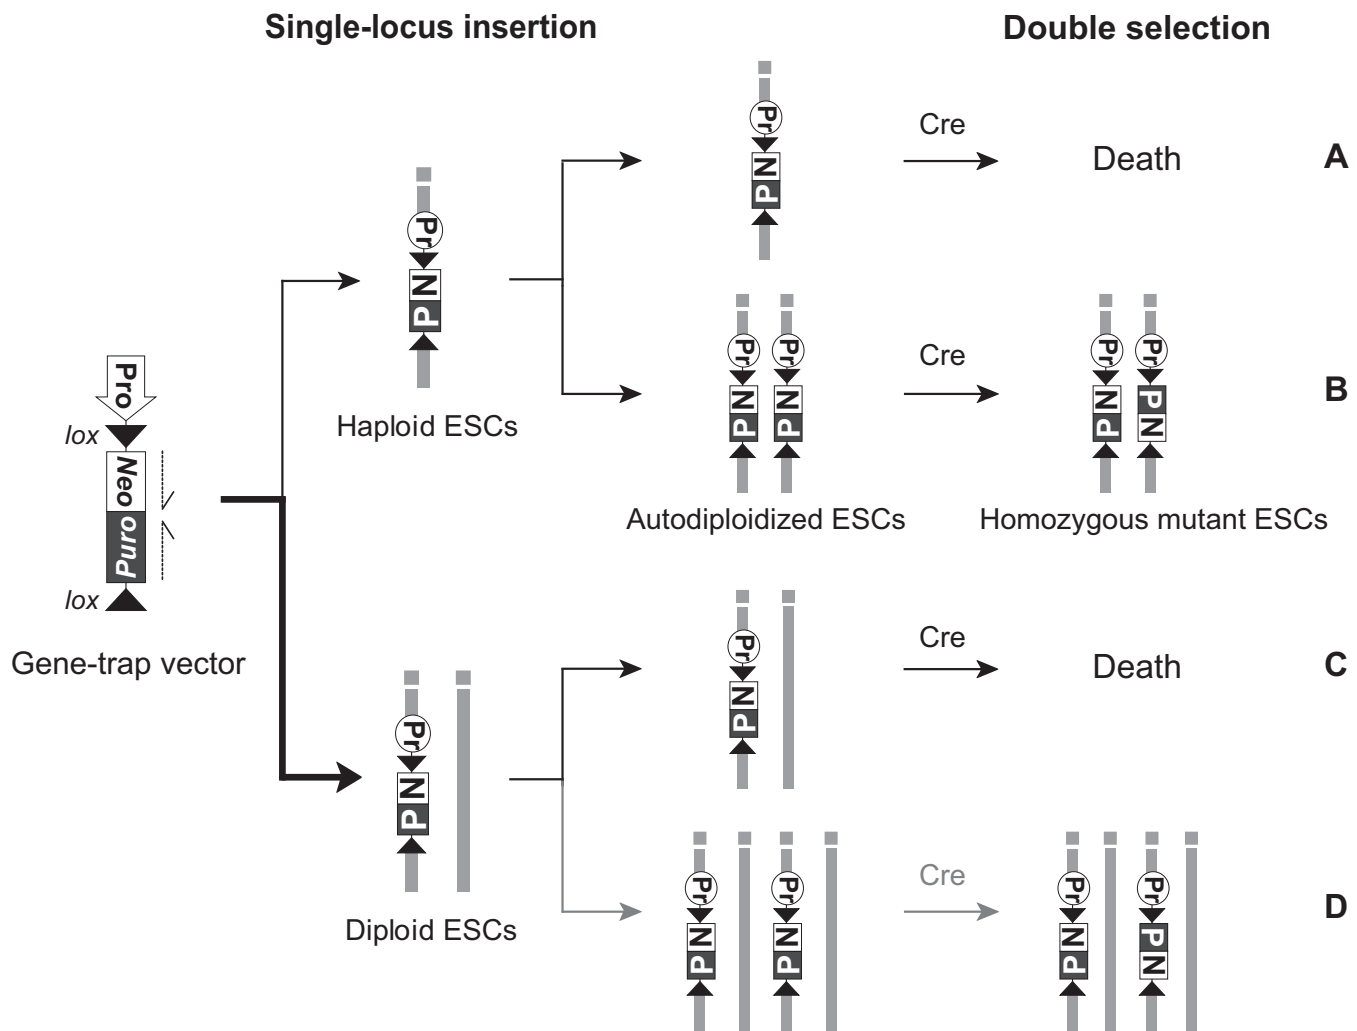 Single-locus insertion
Double selection
Pr
N
P
Cre
Death
A
Pr
N
P
Haploid ESCs
Pr
N
P
Pr
N
P
Cre
Pr
N
P
Pr
P
N
B
Autodiploidized ESCs
Homozygous mutant ESCs
Pro
lox
Neo
Puro
lox
Gene-trap vector
Pr
N
P
Cre
Death
C
Pr
N
P
Diploid ESCs
Pr
N
P
Pr
N
P
Cre
Pr
N
P
Pr
P
N
D